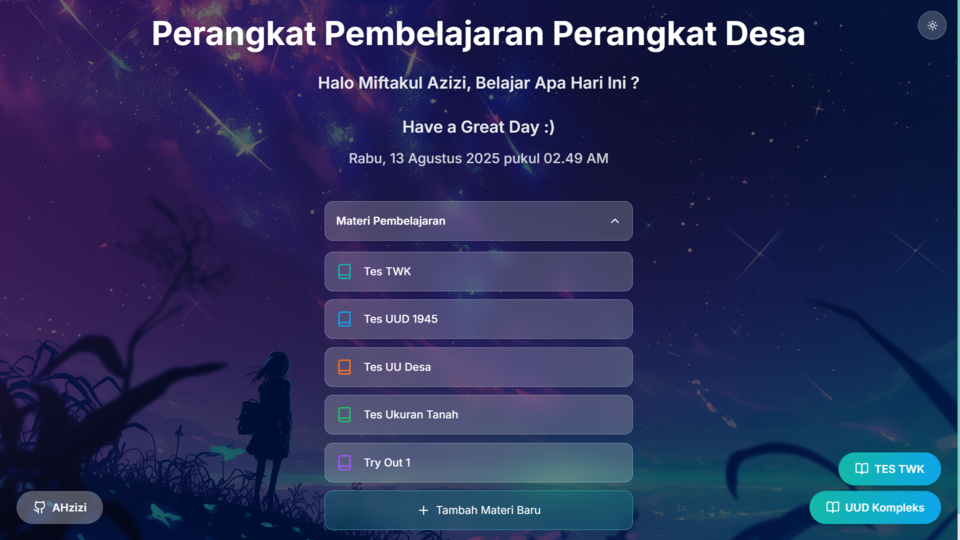 Perangkat Pembelajaran Perangkat Desa
Halo Miftakul Azizi, Belajar Apa Hari Ini ?
Have a Great Day :)
Rabu, 13 Agustus 2025 pukul 02.49 AM
Materi Pembelajaran
Tes TWK
Tes UUD 1945
Tes UU Desa
Tes Ukuran Tanah
Try Out 1
Tambah Materi Baru
TES TWK
UUD Kompleks
AHzizi